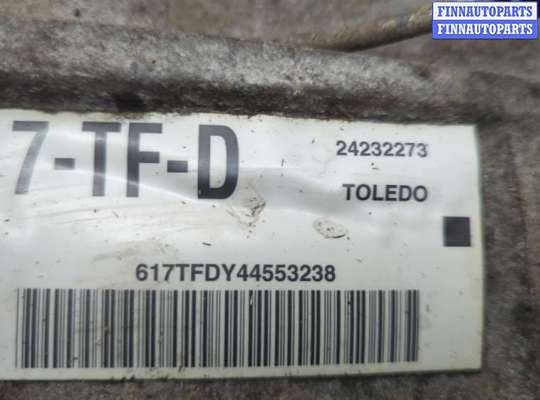 FINNAUTOPARTS
FINNAUTOPARTS
7-TF-D
24232273
TOLEDO
617TFDY44553238